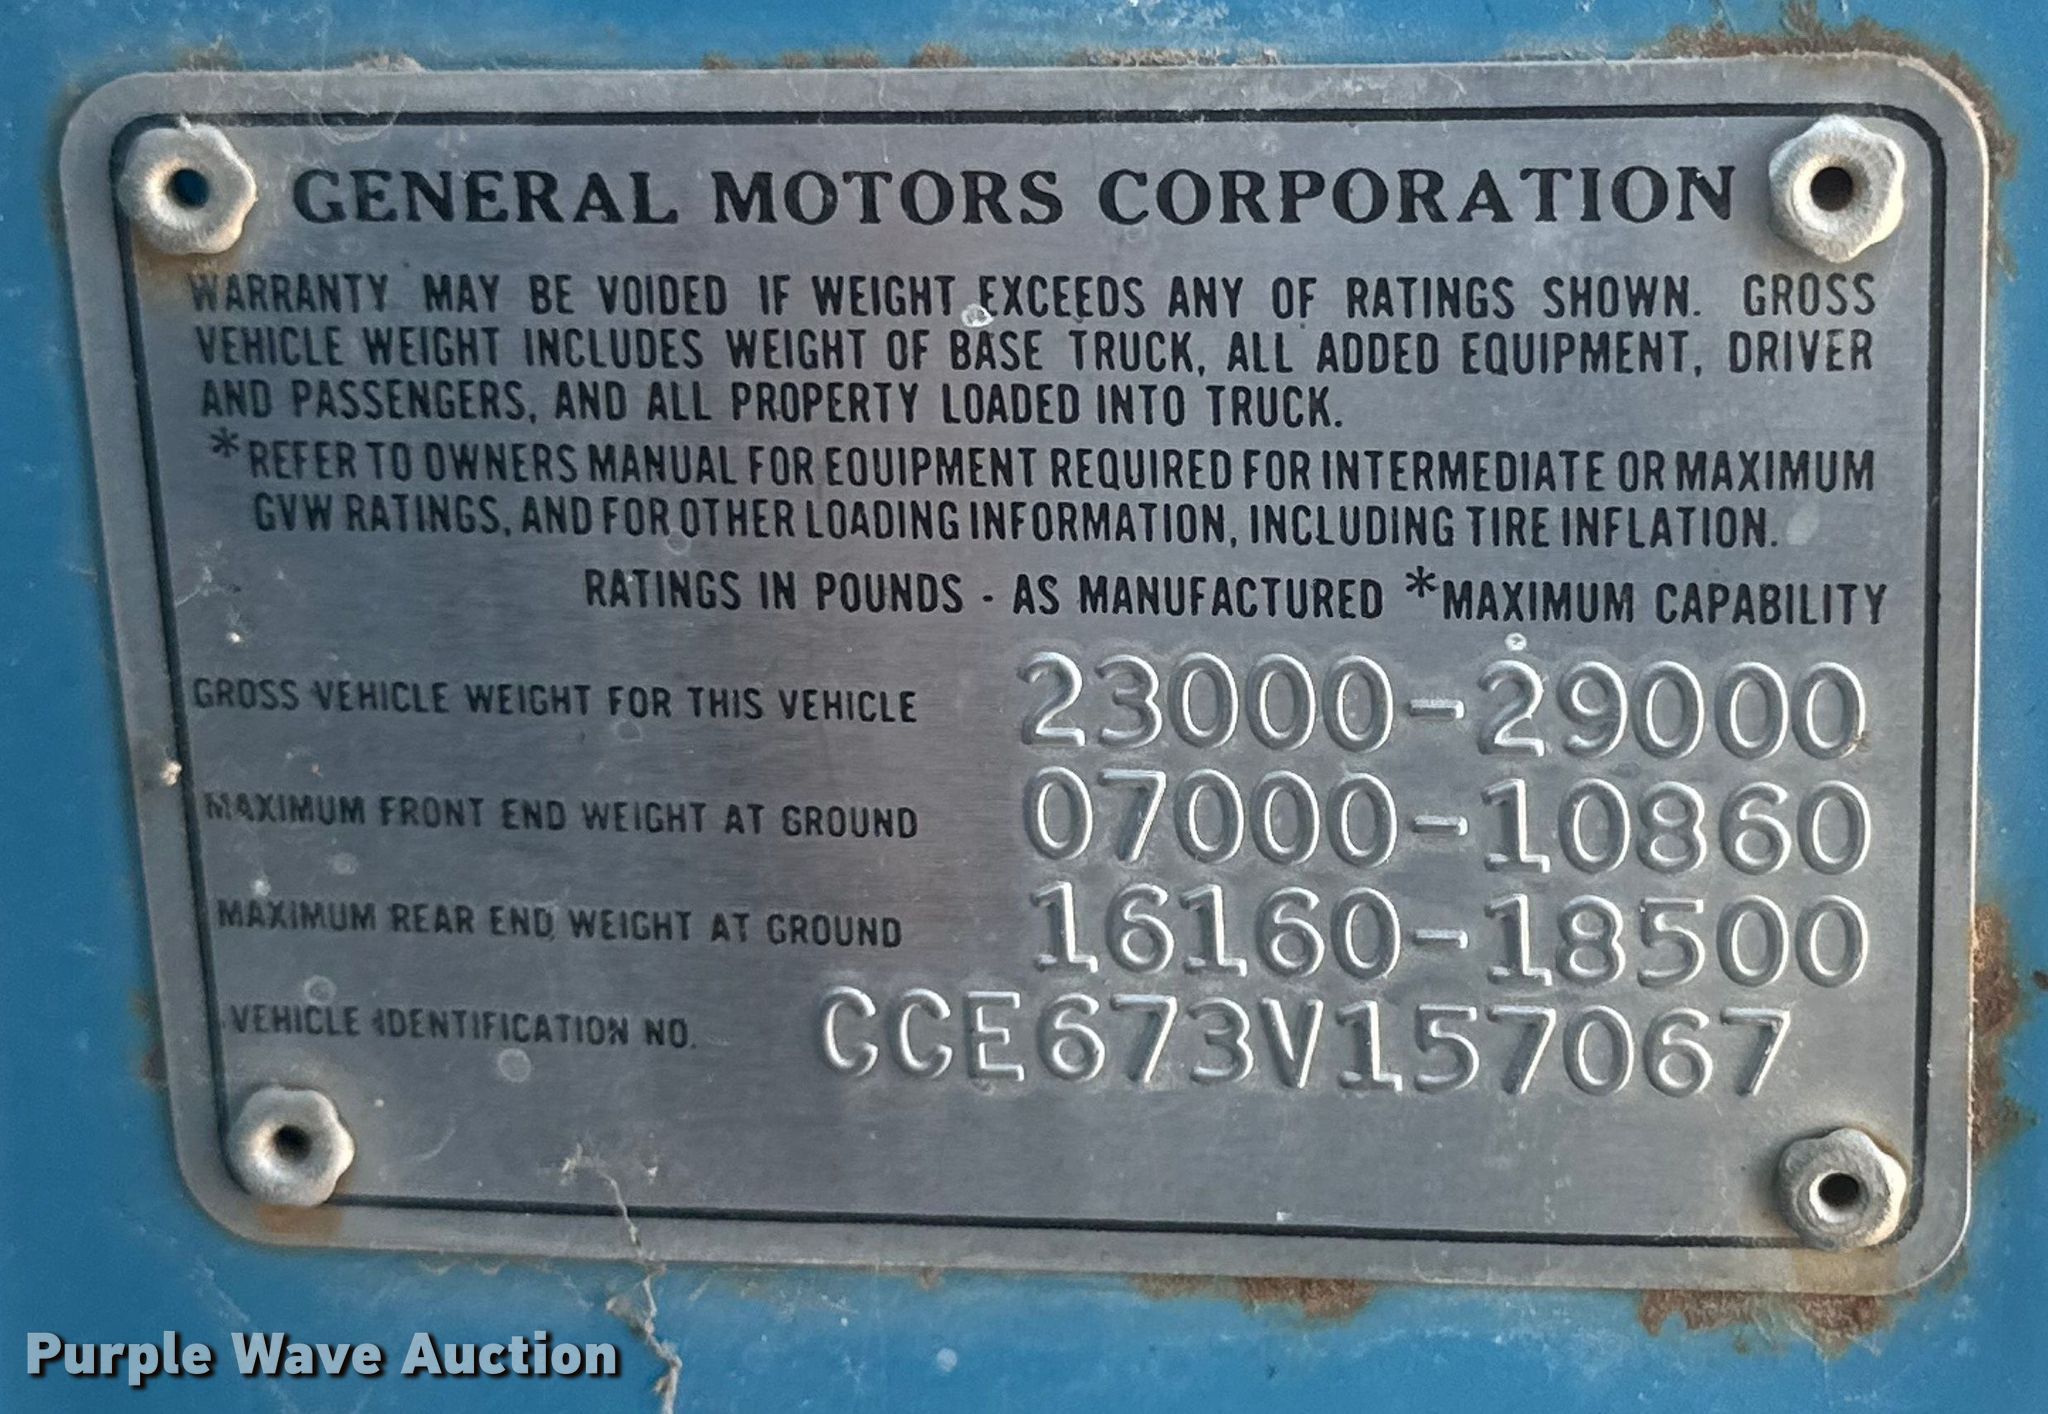 GENERAL MOTORS CORPORATION
WARRANTY MAY BE VOIDED IF WEIGHT EXCEEDS ANY OF RATINGS SHOWN. GROSS
VEHICLE WEIGHT INCLUDES WEIGHT OF BASE TRUCK, ALL ADDED EQUIPMENT, DRIVER
AND PASSENGERS, AND ALL PROPERTY LOADED INTO TRUCK.
*REFER TO OWNERS MANUAL FOR EQUIPMENT REQUIRED FOR INTERMEDIATE OR MAXIMUM
GVW RATINGS, AND FOR OTHER LOADING INFORMATION, INCLUDING TIRE INFLATION.
RATINGS IN POUNDS - AS MANUFACTURED *MAXIMUM CAPABILITY
GROSS VEHICLE WEIGHT FOR THIS VEHICLE 23000-29000
MAXIMUM FRONT END WEIGHT AT GROUND 07000-10860
MAXIMUM REAR END WEIGHT AT GROUND 16160-18500
VEHICLE IDENTIFICATION NO. CCE673V157067
Purple Wave Auction